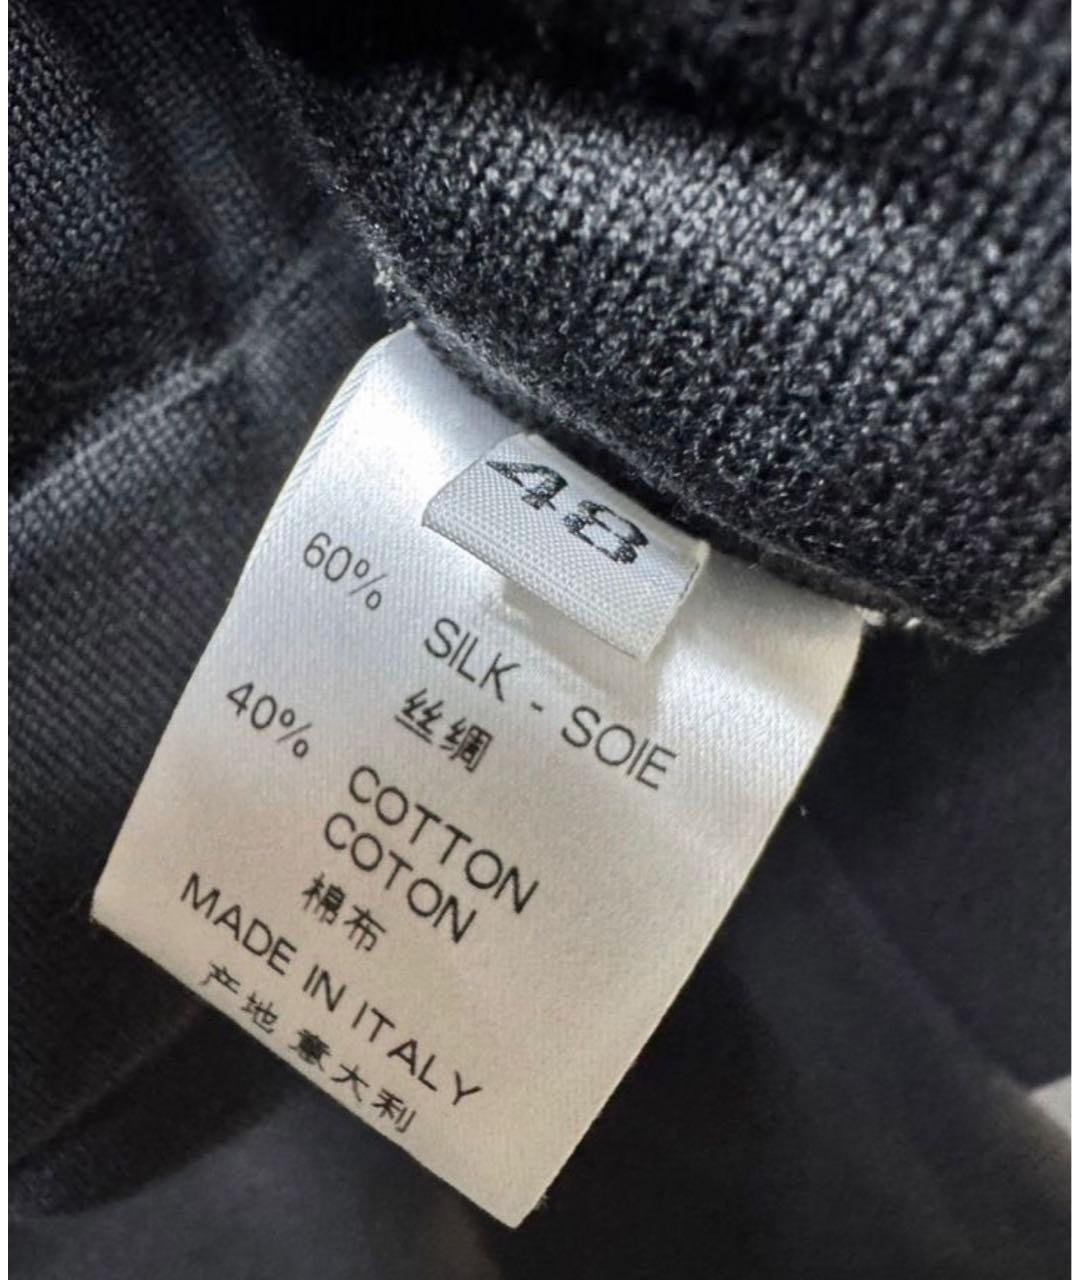 48
60% SILK - SOIE
丝绸
40% COTTON
COTON
棉布
MADE IN ITALY
产地 意大利